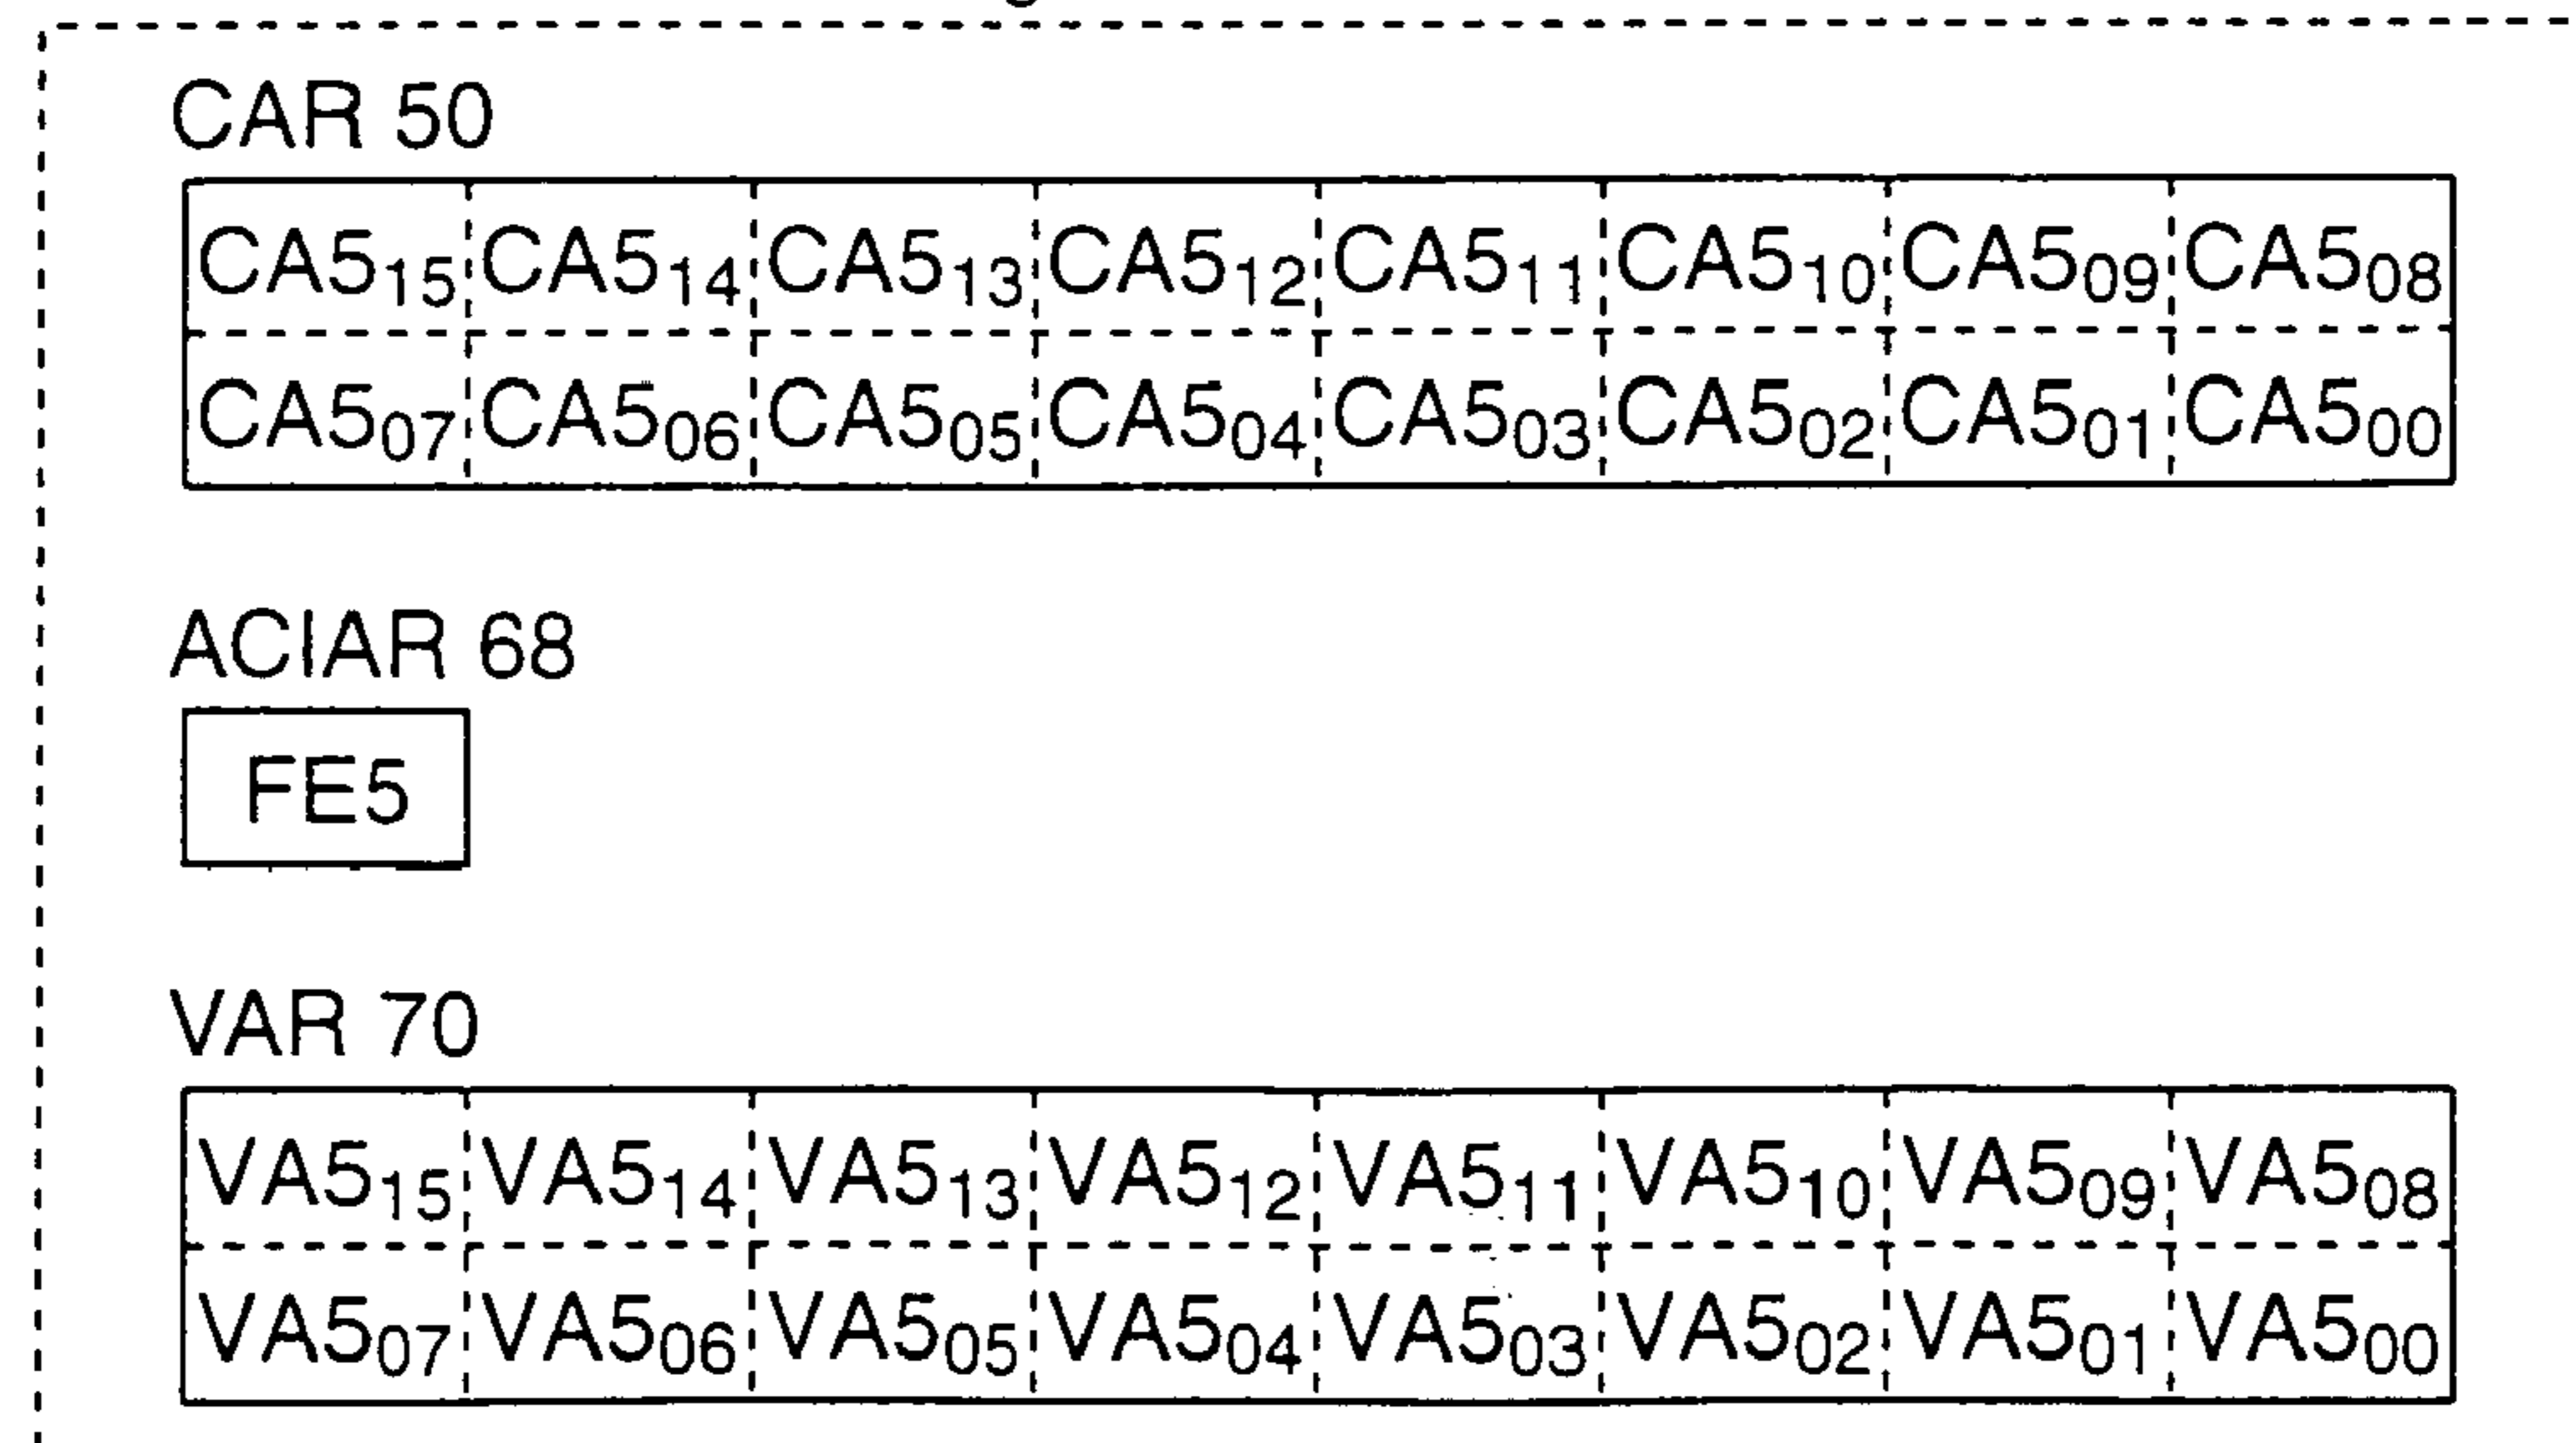 CAR 50
CA5₁₅ CA5₁₄ CA5₁₃ CA5₁₂ CA5₁₁ CA5₁₀ CA5₀₉ CA5₀₈
CA5₀₇ CA5₀₆ CA5₀₅ CA5₀₄ CA5₀₃ CA5₀₂ CA5₀₁ CA5₀₀
ACIAR 68
FE5
VAR 70
VA5₁₅ VA5₁₄ VA5₁₃ VA5₁₂ VA5₁₁ VA5₁₀ VA5₀₉ VA5₀₈
VA5₀₇ VA5₀₆ VA5₀₅ VA5₀₄ VA5₀₃ VA5₀₂ VA5₀₁ VA5₀₀